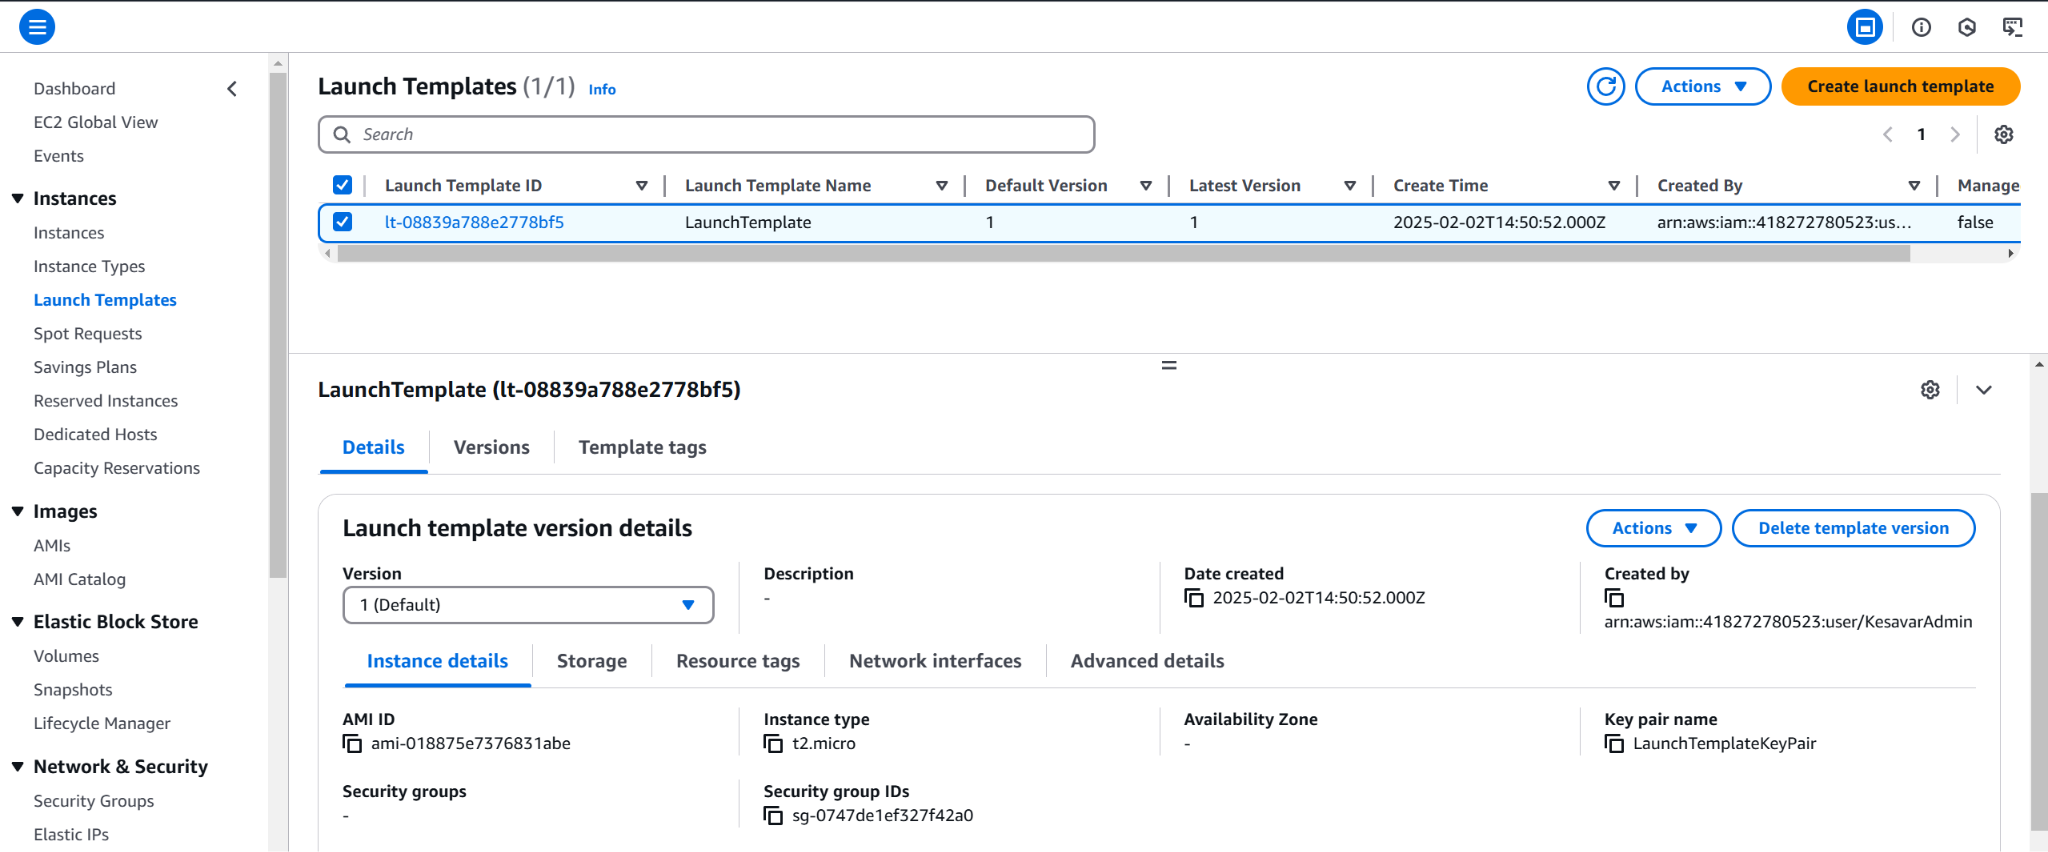 Dashboard
EC2 Global View
Events
Instances
Instances
Instance Types
Launch Templates
Spot Requests
Savings Plans
Reserved Instances
Dedicated Hosts
Capacity Reservations
Images
AMIs
AMI Catalog
Elastic Block Store
Volumes
Snapshots
Lifecycle Manager
Network & Security
Security Groups
Elastic IPs
Launch Templates (1/1) Info
Actions
Create launch template
Search
1
Launch Template ID Launch Template Name Default Version Latest Version Create Time Created By Manage
lt-08839a788e2778bf5 LaunchTemplate 1 1 2025-02-02T14:50:52.000Z arn:aws:iam::418272780523:us... false
LaunchTemplate (lt-08839a788e2778bf5)
Details Versions Template tags
Launch template version details
Actions
Delete template version
Version
1 (Default)
Description
-
Date created
2025-02-02T14:50:52.000Z
Created by
arn:aws:iam::418272780523:user/KesavarAdmin
Instance details Storage Resource tags Network interfaces Advanced details
AMI ID
ami-018875e7376831abe
Instance type
t2.micro
Availability Zone
-
Key pair name
LaunchTemplateKeyPair
Security groups
-
Security group IDs
sg-0747de1ef327f42a0